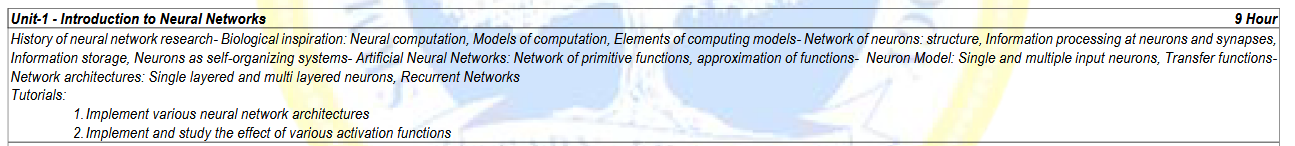 Unit-1 - Introduction to Neural Networks 9 Hour
History of neural network research- Biological inspiration: Neural computation, Models of computation, Elements of computing models- Network of neurons: structure, Information processing at neurons and synapses,
Information storage, Neurons as self-organizing systems- Artificial Neural Networks: Network of primitive functions, approximation of functions- Neuron Model: Single and multiple input neurons, Transfer functions-
Network architectures: Single layered and multi layered neurons, Recurrent Networks
Tutorials:
1. Implement various neural network architectures
2. Implement and study the effect of various activation functions